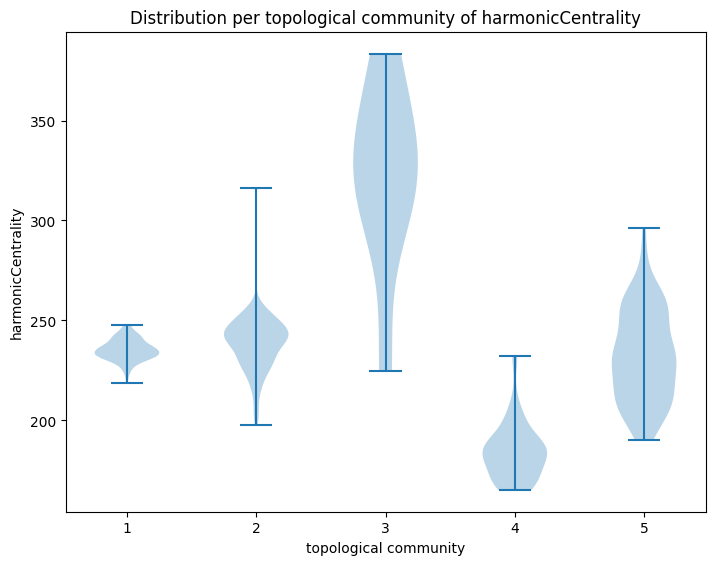 Distribution per topological community of harmonicCentrality
harmonicCentrality
350
300
250
200
1 2 3 4 5
topological community